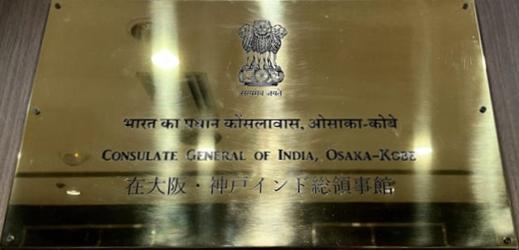 सत्यमेव जयते
भारत का प्रधान कोंसलावास, ओसाका-कोबे
CONSULATE GENERAL OF INDIA, OSAKA-KOBE
在大阪・神戸インド総領事館